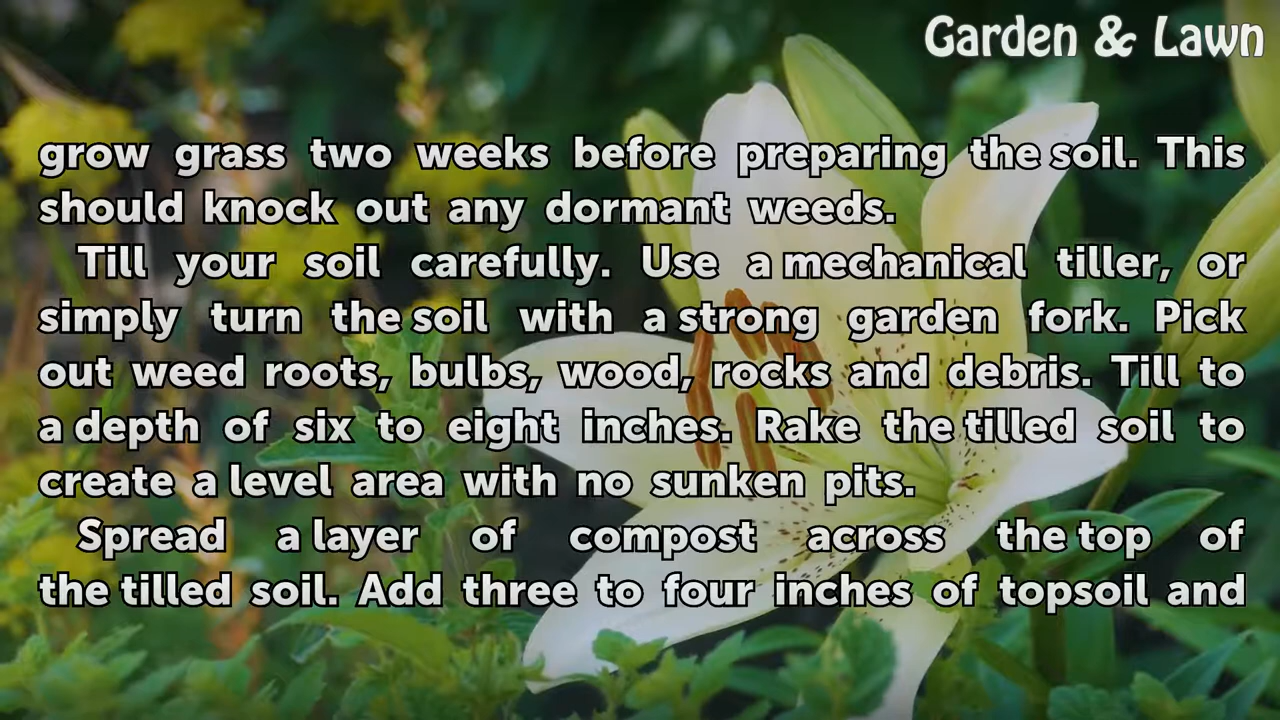 Garden & Lawn
grow grass two weeks before preparing the soil. This
should knock out any dormant weeds.
Till your soil carefully. Use a mechanical tiller, or
simply turn the soil with a strong garden fork. Pick
out weed roots, bulbs, wood, rocks and debris. Till to
a depth of six to eight inches. Rake the tilled soil to
create a level area with no sunken pits.
Spread a layer of compost across the top of
the tilled soil. Add three to four inches of topsoil and